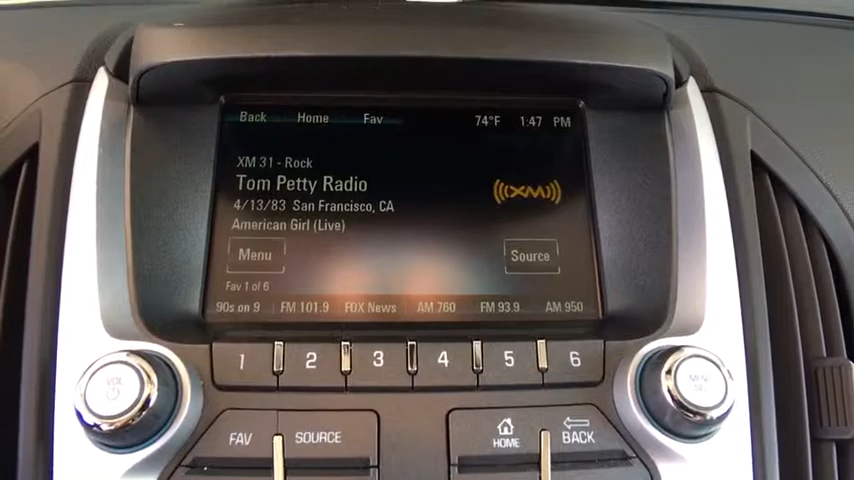 Back Home Fav 74°F 1:47 PM
XM 31 - Rock
Tom Petty Radio
4/13/83 San Francisco, CA
American Girl (Live)
((XM))
Menu Source
Fav 1 of 6
90s on 9 FM 101.9 FOX News AM 760 FM 93.9 AM 950
1 2 3 4 5 6
VOL
MENU
SEL
FAV SOURCE HOME BACK